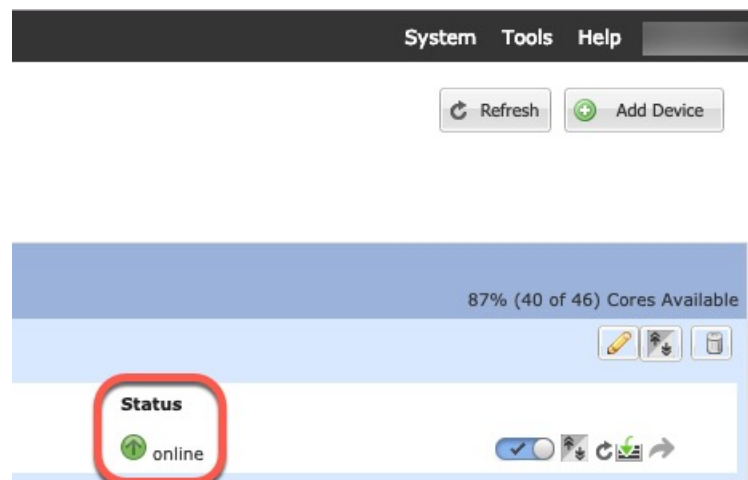 System Tools Help
Refresh Add Device
87% (40 of 46) Cores Available
Status
online